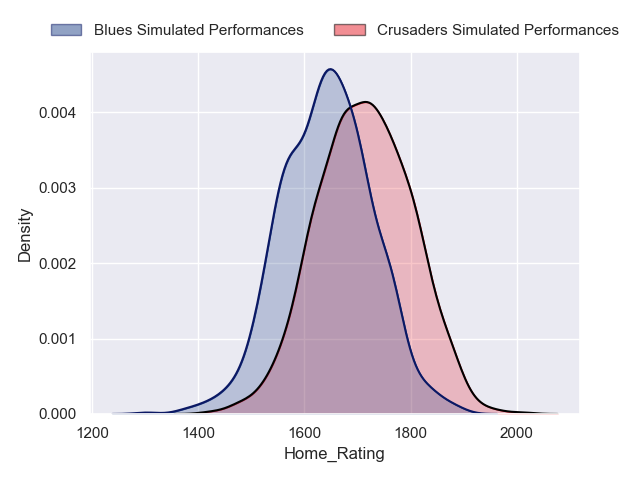 Blues Simulated Performances
Crusaders Simulated Performances
0.004
0.003
0.002
0.001
0.000
Density
1200
1400
1600
1800
2000
Home_Rating